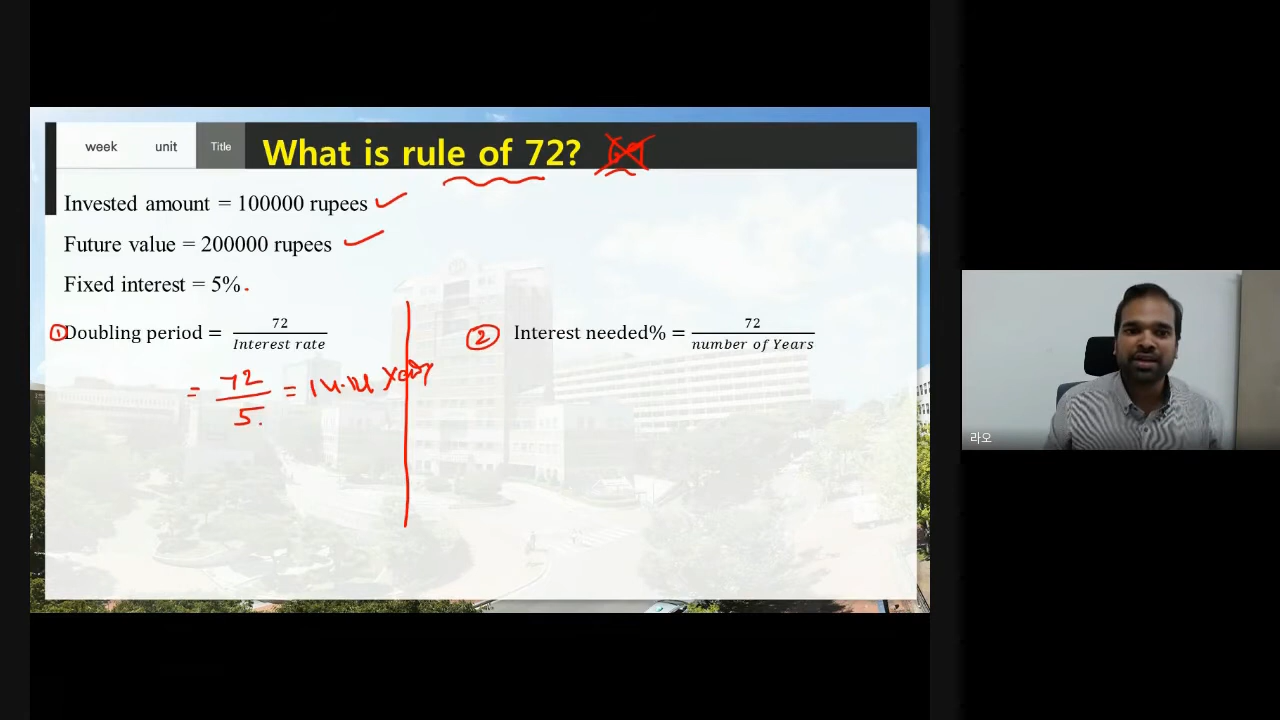 week unit Title What is rule of 72?
Invested amount = 100000 rupees
Future value = 200000 rupees
Fixed interest = 5%.
① Doubling period = 72 / Interest rate
= 72 / 5. = 14.4 Years
② Interest needed% = 72 / number of Years
라오